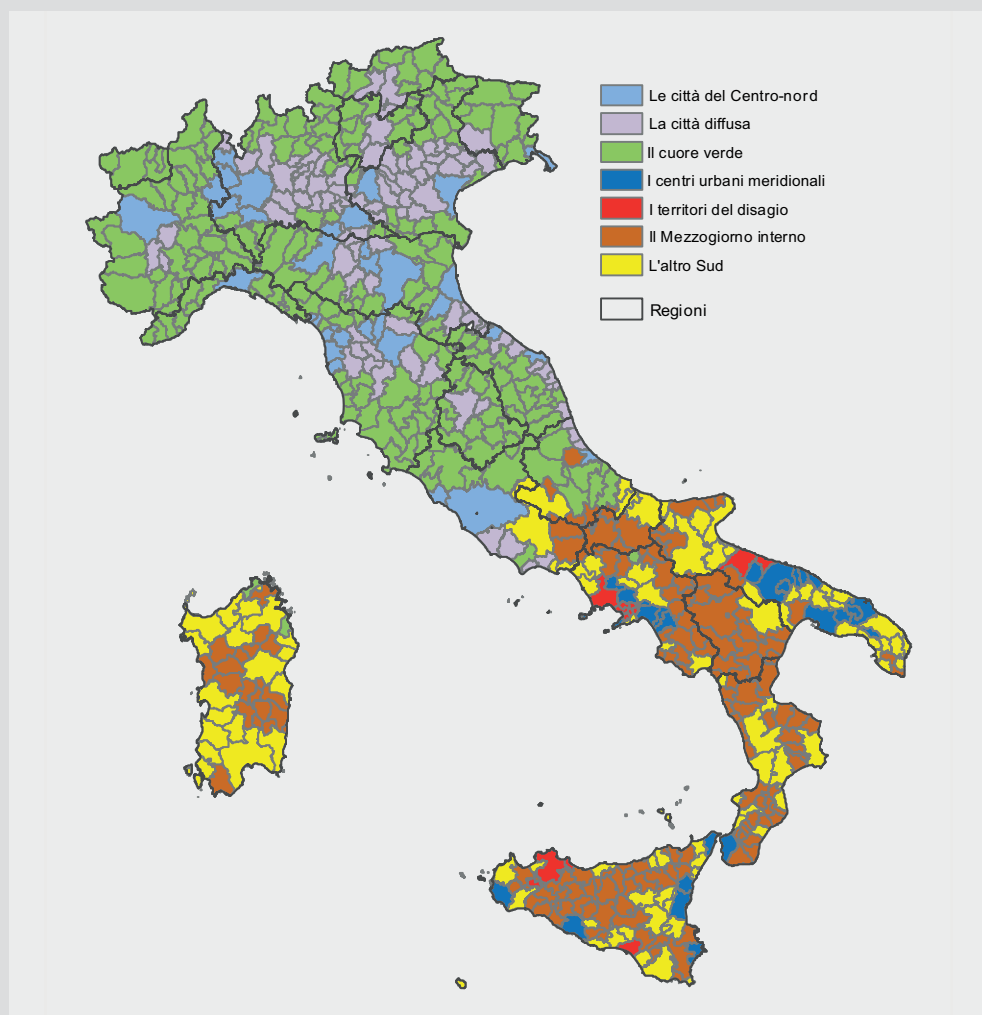 Le città del Centro-nord
La città diffusa
Il cuore verde
I centri urbani meridionali
I territori del disagio
Il Mezzogiorno interno
L'altro Sud
Regioni